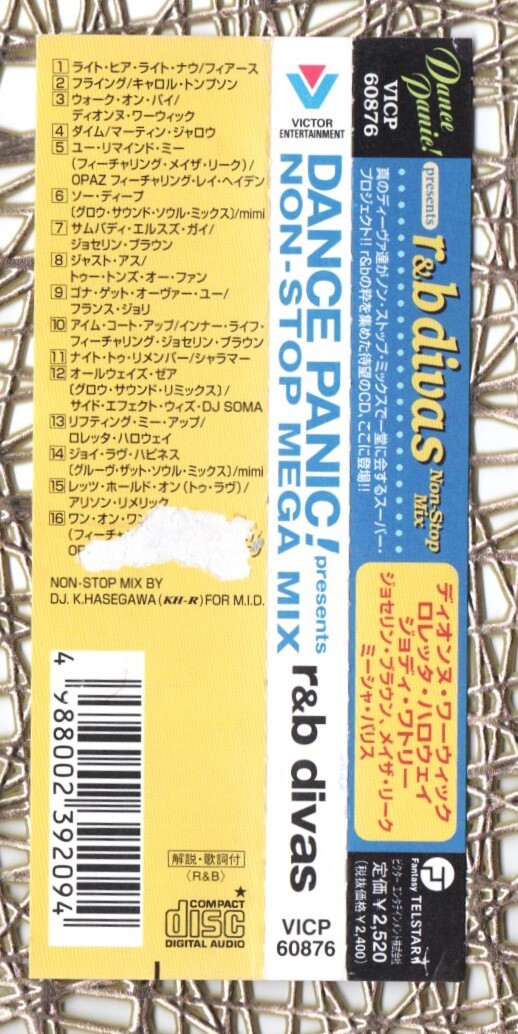 1 ライト・ヒア・ライト・ナウ/フィアース
2 フライング/キャロル・トンプソン
3 ウォーク・オン・バイ/
ディオンヌ・ワーウィック
4 ダイム/マーティン・ジャロウ
5 ユー・リマインド・ミー
(フィーチャリング・メイザ・リーク)/
OPAZ フィーチャリング・レイ・ヘイデン
6 ソー・ディープ
〔グロウ・サウンド・ソウル・ミックス〕/mimi
7 サムバディ・エルスズ・ガイ/
ジョセリン・ブラウン
8 ジャスト・アス/
トゥー・トンズ・オー・ファン
9 ゴナ・ゲット・オーヴァー・ユー/
フランス・ジョリ
10 アイム・コート・アップ/インナー・ライフ・
フィーチャリング・ジョセリン・ブラウン
11 ナイト・トゥ・リメンバー/シャラマー
12 オールウェイズ・ゼア
〔グロウ・サウンド・リミックス〕/
サイド・エフェクト・ウィズ・DJ SOMA
13 リフティング・ミー・アップ/
ロレッタ・ハロウェイ
14 ジョイ・ラヴ・ハピネス
〔グルーヴ・ザット・ソウル・ミックス〕/mimi
15 レッツ・ホールド・オン(トゥ・ラヴ)/
アリソン・リメリック
16 ワン・オン・ワ
(フィーチャ
NON-STOP MIX BY
DJ. K.HASEGAWA(KH-R)FOR M.I.D.
4 988002 392094
解説・歌詞付
〈R&B〉
COMPACT
disc
DIGITAL AUDIO
VICTOR
ENTERTAINMENT
DANCE PANIC! presents
NON-STOP MEGA MIX
r&b divas
VICP
60876
Dance Panic!
VICP
60876
presents
r&b divas Non-Stop Mix
真のディーヴァ達がノン・ストップ・ミックスで一堂に会するスーパー・
プロジェクト!! r&bの粋を集めた待望のCD、ここに登場!!
ディオンヌ・ワーウィック
ロレッタ・ハロウェイ
ジョディ・ワトリー
ジョセリン・ブラウン、メイザ・リーク
ミーシャ・パリス
Fantasy TELSTAR
ビクター エンタテインメント株式会社
定価￥2,520
(税抜価格￥2,400)